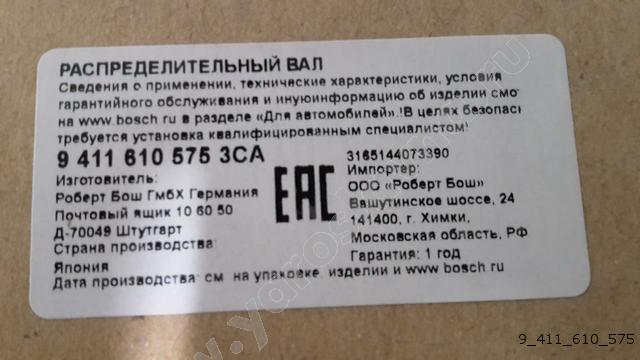 РАСПРЕДЕЛИТЕЛЬНЫЙ ВАЛ
Сведения о применении, технические характеристики, условия
гарантийного обслуживания и инуюинформацию об изделии смо
на www.bosch.ru в разделе «Для автомобилей».!В целях безопас
требуется установка квалифицированным специалистом!
9 411 610 575 3CA
Изготовитель:
Роберт Бош ГмбХ Германия
Почтовый ящик 10 60 50
Д-70049 Штутгарт
Страна производства:
Япония
EAC
3165144073390
Импортер:
ООО «Роберт Бош»
Вашутинское шоссе, 24
141400, г. Химки,
Московская область, РФ
Гарантия: 1 год
Дата производства: см. на упаковке, изделии и www.bosch.ru
9_411_610_575